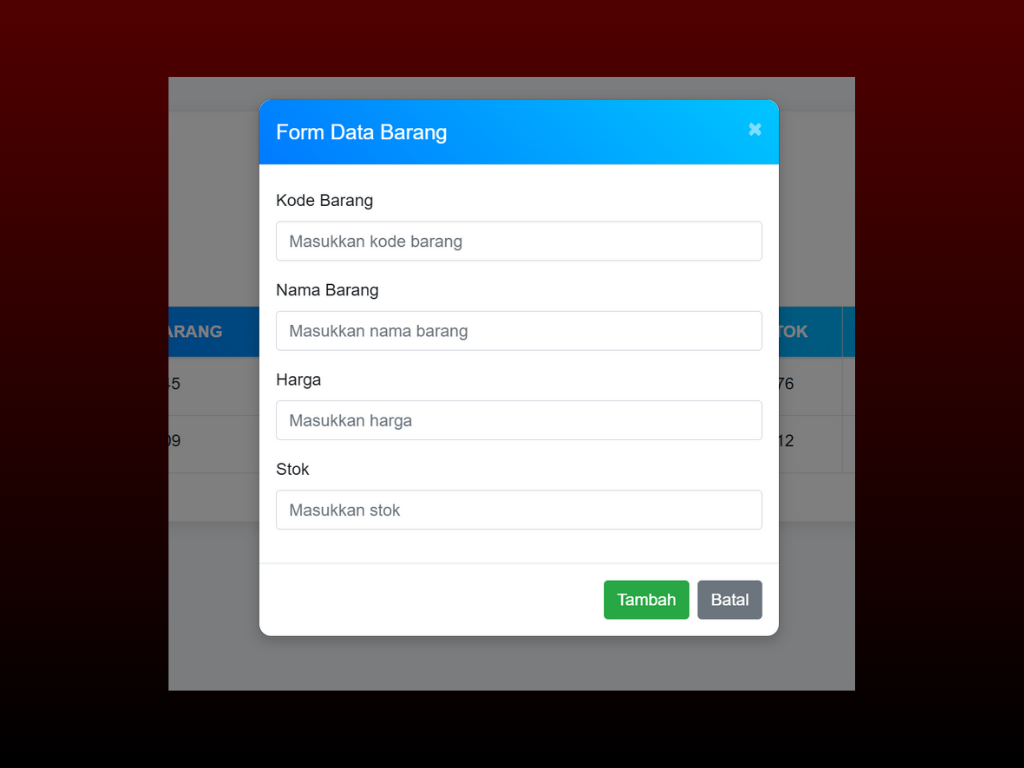 Form Data Barang
Kode Barang
Masukkan kode barang
Nama Barang
Masukkan nama barang
ARANG
TOK
Harga
45
76
Masukkan harga
09
12
Stok
Masukkan stok
Tambah
Batal